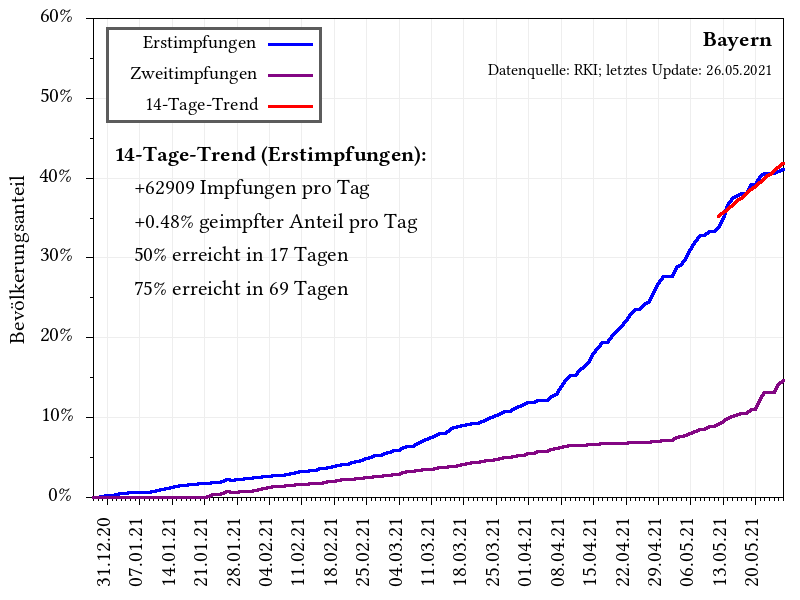 60%
50%
40%
30%
20%
10%
0%
Bevölkerungsanteil
Erstimpfungen
Zweitimpfungen
14-Tage-Trend
Bayern
Datenquelle: RKI; letztes Update: 26.05.2021
14-Tage-Trend (Erstimpfungen):
+62909 Impfungen pro Tag
+0.48% geimpfter Anteil pro Tag
50% erreicht in 17 Tagen
75% erreicht in 69 Tagen
31.12.20
07.01.21
14.01.21
21.01.21
28.01.21
04.02.21
11.02.21
18.02.21
25.02.21
04.03.21
11.03.21
18.03.21
25.03.21
01.04.21
08.04.21
15.04.21
22.04.21
29.04.21
06.05.21
13.05.21
20.05.21